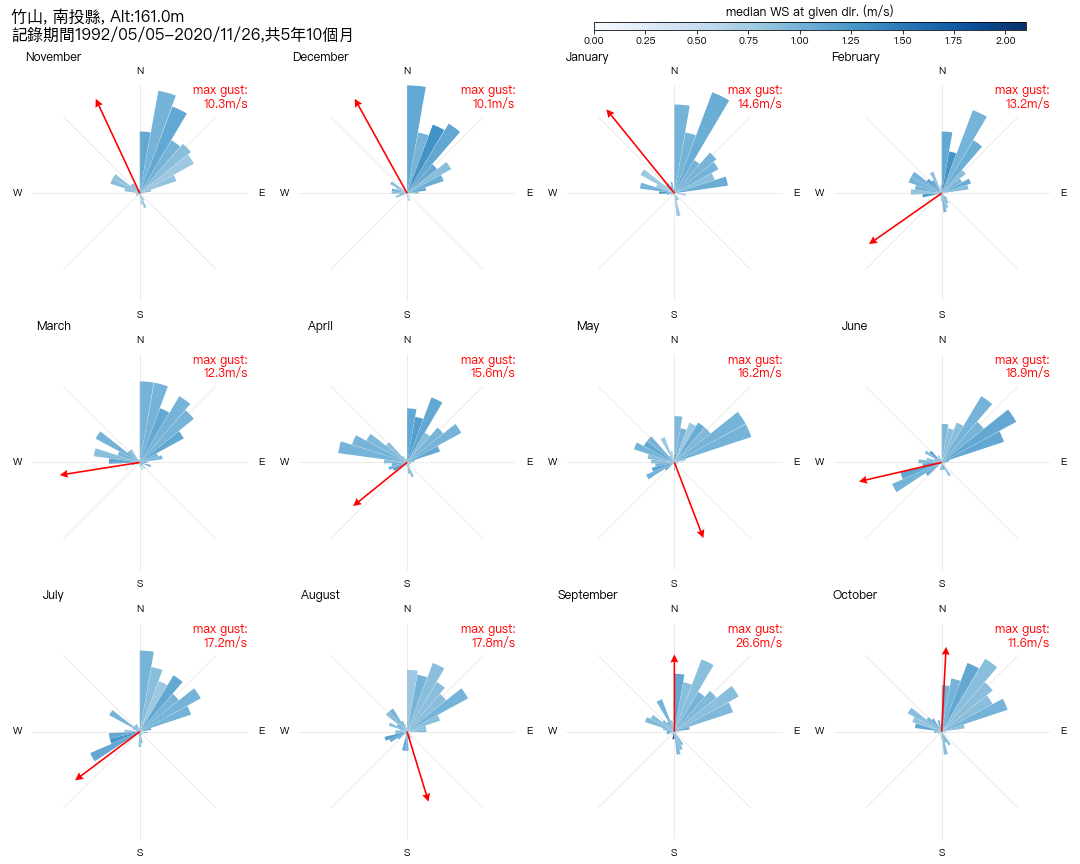 竹山, 南投縣, Alt:161.0m
記錄期間1992/05/05-2020/11/26,共5年10個月
median WS at given dir. (m/s)
0.00 0.25 0.50 0.75 1.00 1.25 1.50 1.75 2.00
November
N
max gust:
10.3m/s
W E
S
December
N
max gust:
10.1m/s
W E
S
January
N
max gust:
14.6m/s
W E
S
February
N
max gust:
13.2m/s
W E
S
March
N
max gust:
12.3m/s
W E
S
April
N
max gust:
15.6m/s
W E
S
May
N
max gust:
16.2m/s
W E
S
June
N
max gust:
18.9m/s
W E
S
July
N
max gust:
17.2m/s
W E
S
August
N
max gust:
17.8m/s
W E
S
September
N
max gust:
26.6m/s
W E
S
October
N
max gust:
11.6m/s
W E
S